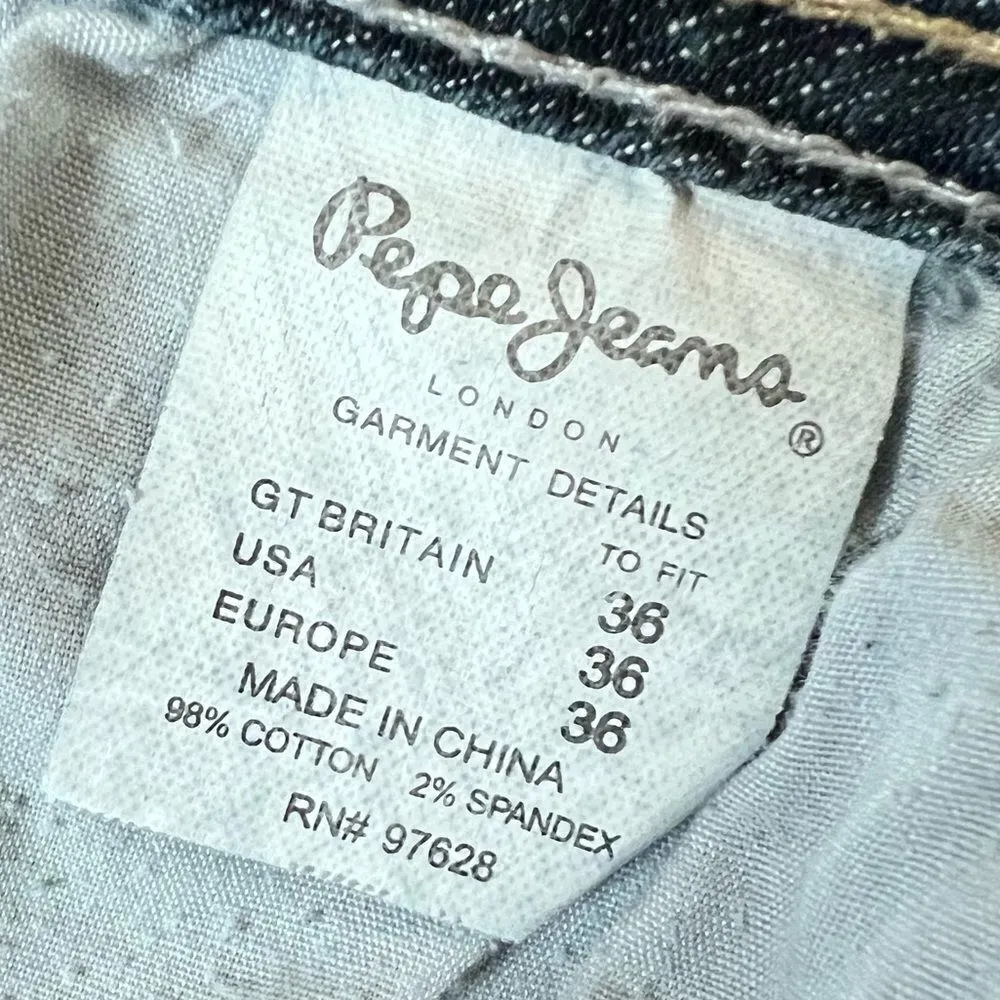 Pepe Jeans ®
LONDON
GARMENT DETAILS
TO FIT
GT BRITAIN 36
USA 36
EUROPE 36
MADE IN CHINA
98% COTTON 2% SPANDEX
RN# 97628